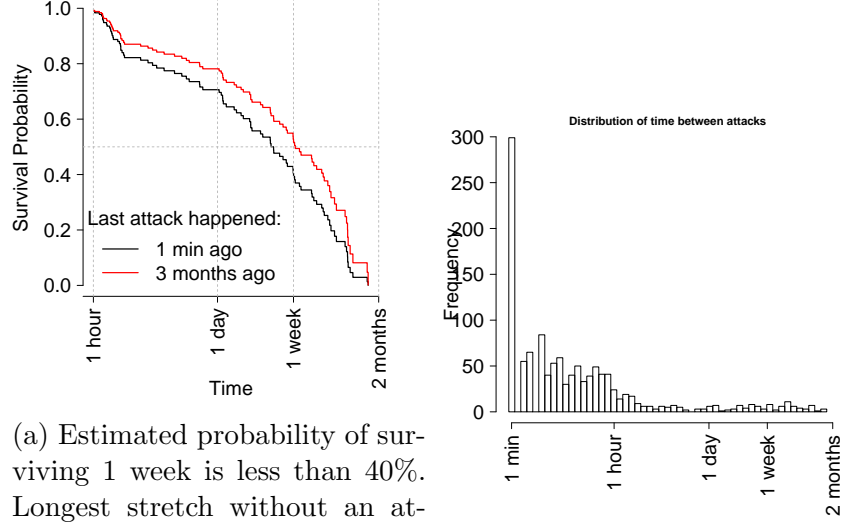 1.0
0.8
0.6
0.4
0.2
0.0
Survival Probability
Last attack happened:
1 min ago
3 months ago
1 hour
1 day
1 week
2 months
Time
(a) Estimated probability of sur-
viving 1 week is less than 40%.
Longest stretch without an at-
Distribution of time between attacks
300
250
200
150
100
50
0
Frequency
1 min
1 hour
1 day
1 week
2 months